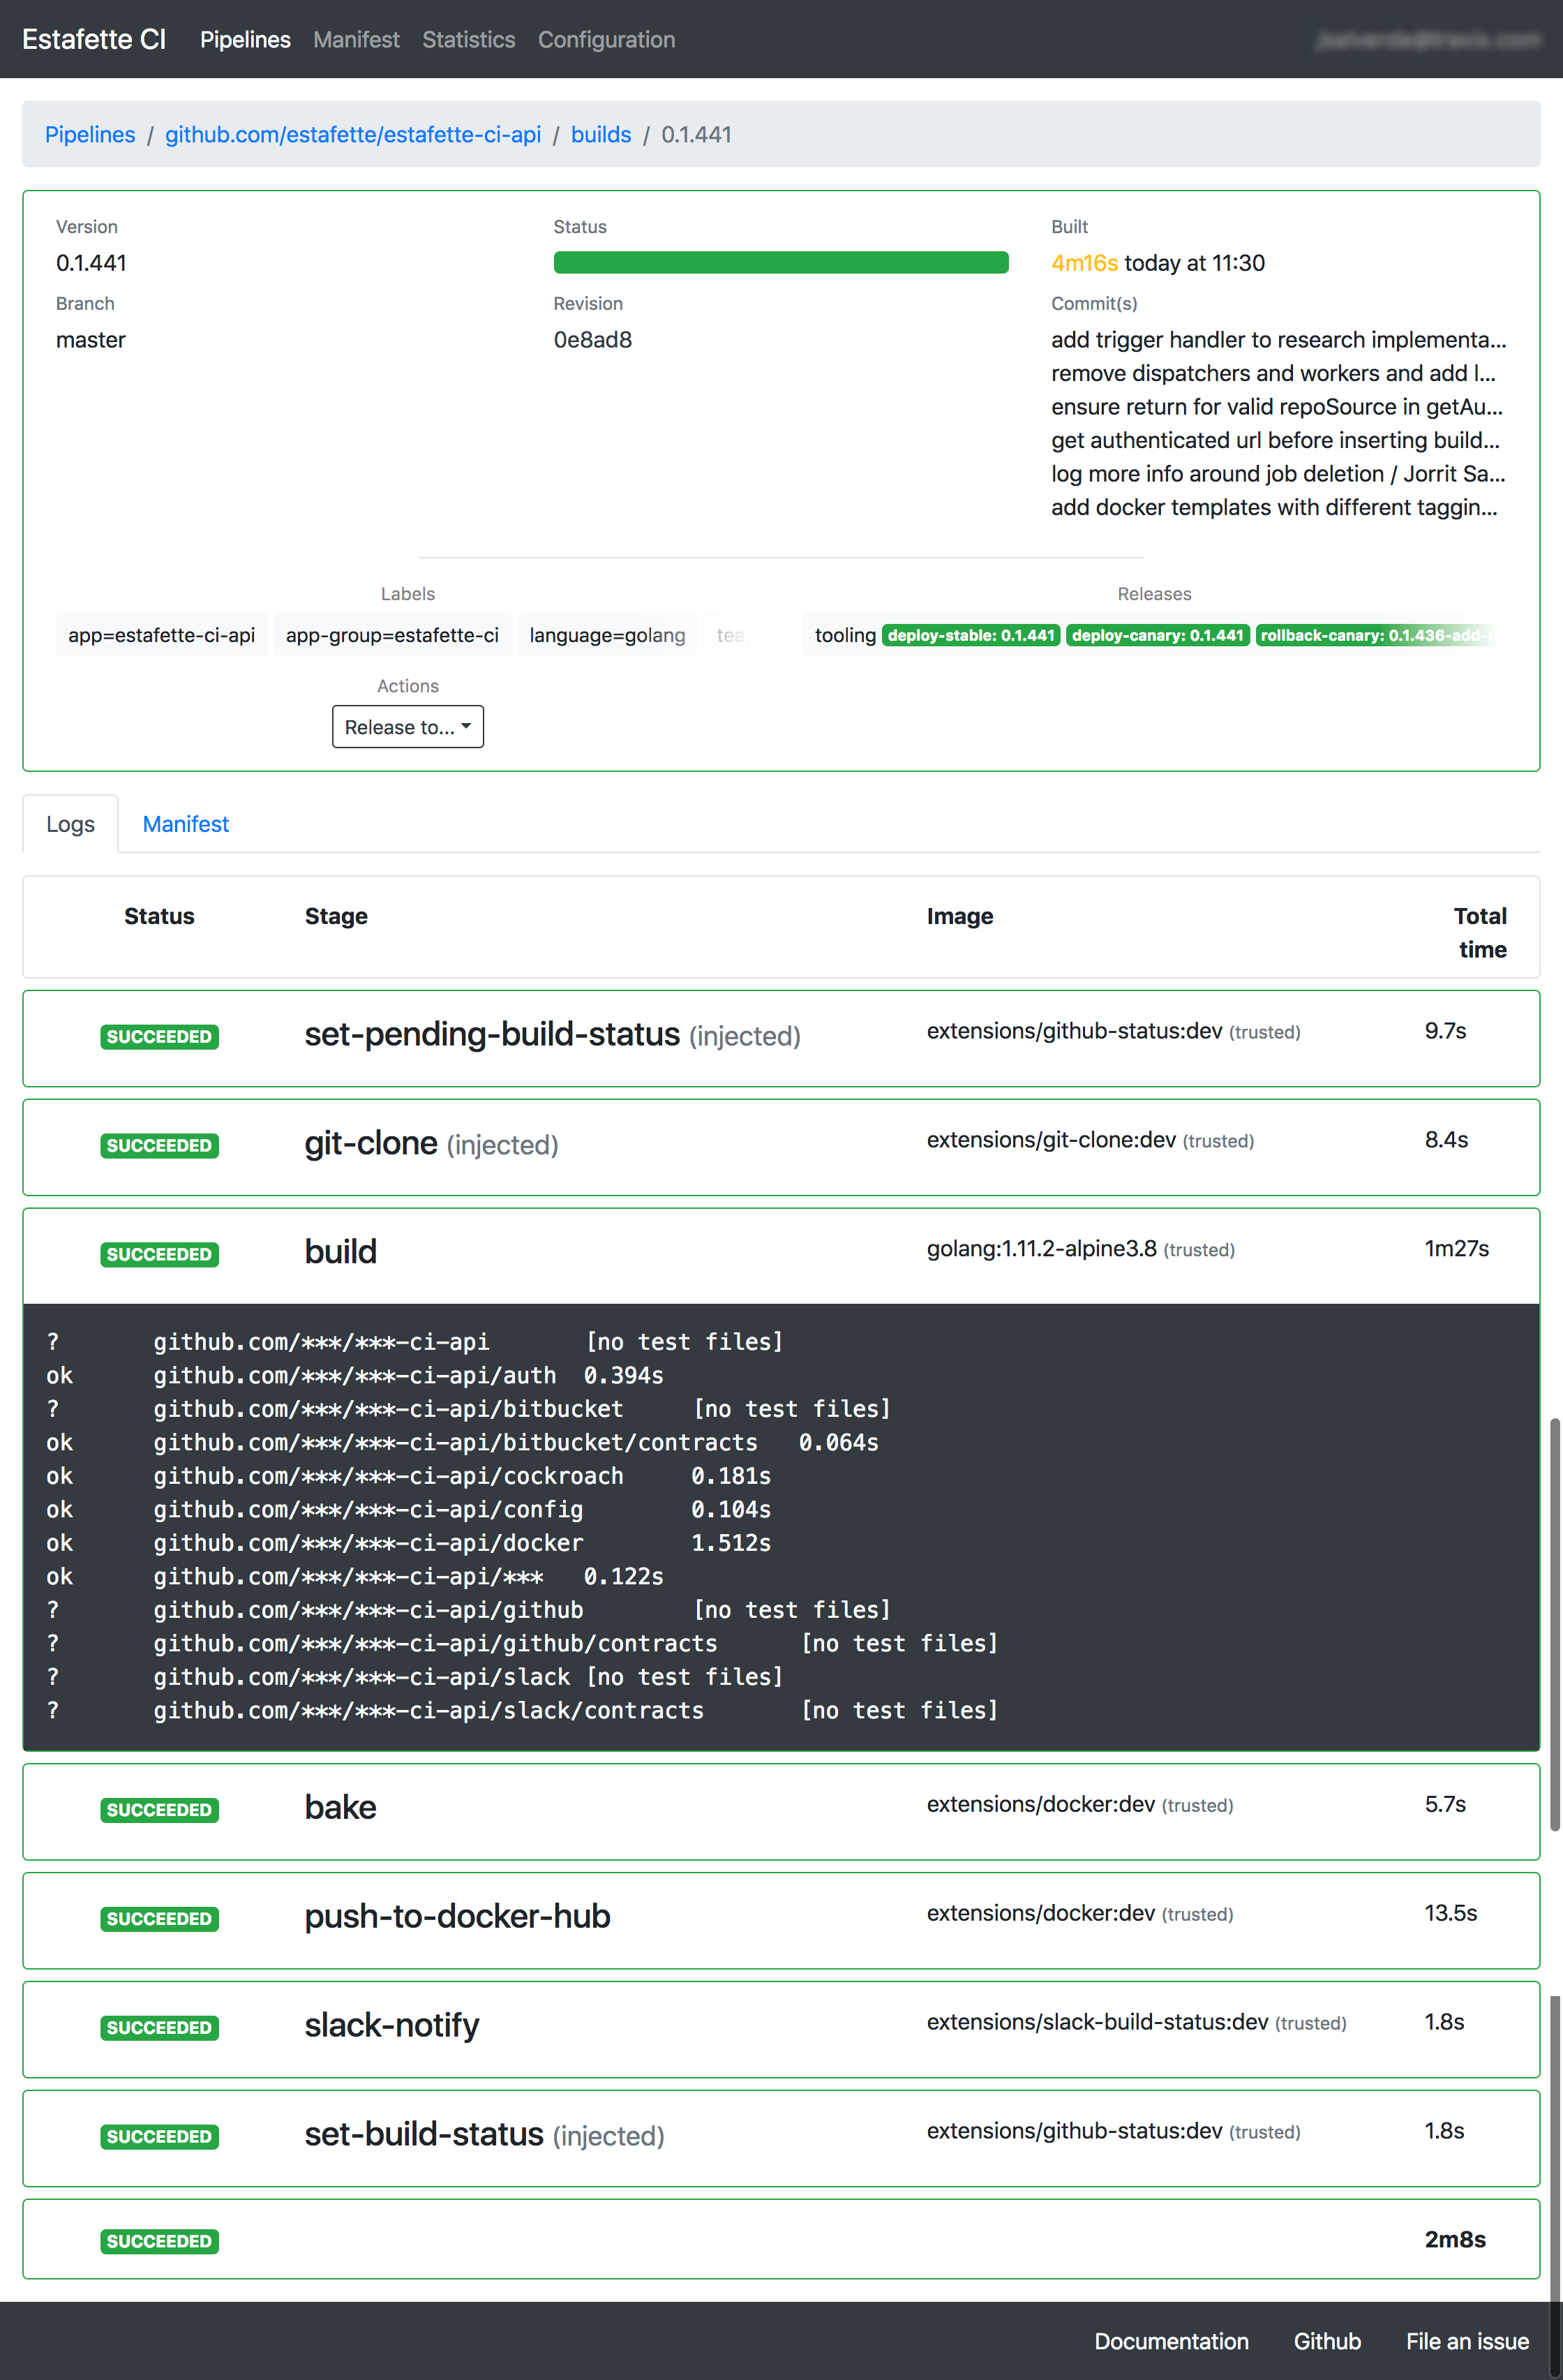 Estafette CI Pipelines Manifest Statistics Configuration
Pipelines / github.com/estafette/estafette-ci-api / builds / 0.1.441
Version Status Built
0.1.441 4m16s today at 11:30
Branch Revision Commit(s)
master 0e8ad8 add trigger handler to research implementa...
remove dispatchers and workers and add l...
ensure return for valid repoSource in getAu...
get authenticated url before inserting build...
log more info around job deletion / Jorrit Sa...
add docker templates with different taggin...
Labels Releases
app=estafette-ci-api app-group=estafette-ci language=golang tea... tooling deploy-stable: 0.1.441 deploy-canary: 0.1.441 rollback-canary: 0.1.436-add-
Actions
Release to...
Logs Manifest
Status Stage Image Total
time
SUCCEEDED set-pending-build-status (injected) extensions/github-status:dev (trusted) 9.7s
SUCCEEDED git-clone (injected) extensions/git-clone:dev (trusted) 8.4s
SUCCEEDED build golang:1.11.2-alpine3.8 (trusted) 1m27s
? github.com/***/***-ci-api [no test files]
ok github.com/***/***-ci-api/auth 0.394s
? github.com/***/***-ci-api/bitbucket [no test files]
ok github.com/***/***-ci-api/bitbucket/contracts 0.064s
ok github.com/***/***-ci-api/cockroach 0.181s
ok github.com/***/***-ci-api/config 0.104s
ok github.com/***/***-ci-api/docker 1.512s
ok github.com/***/***-ci-api/*** 0.122s
? github.com/***/***-ci-api/github [no test files]
? github.com/***/***-ci-api/github/contracts [no test files]
? github.com/***/***-ci-api/slack [no test files]
? github.com/***/***-ci-api/slack/contracts [no test files]
SUCCEEDED bake extensions/docker:dev (trusted) 5.7s
SUCCEEDED push-to-docker-hub extensions/docker:dev (trusted) 13.5s
SUCCEEDED slack-notify extensions/slack-build-status:dev (trusted) 1.8s
SUCCEEDED set-build-status (injected) extensions/github-status:dev (trusted) 1.8s
SUCCEEDED 2m8s
Documentation Github File an issue